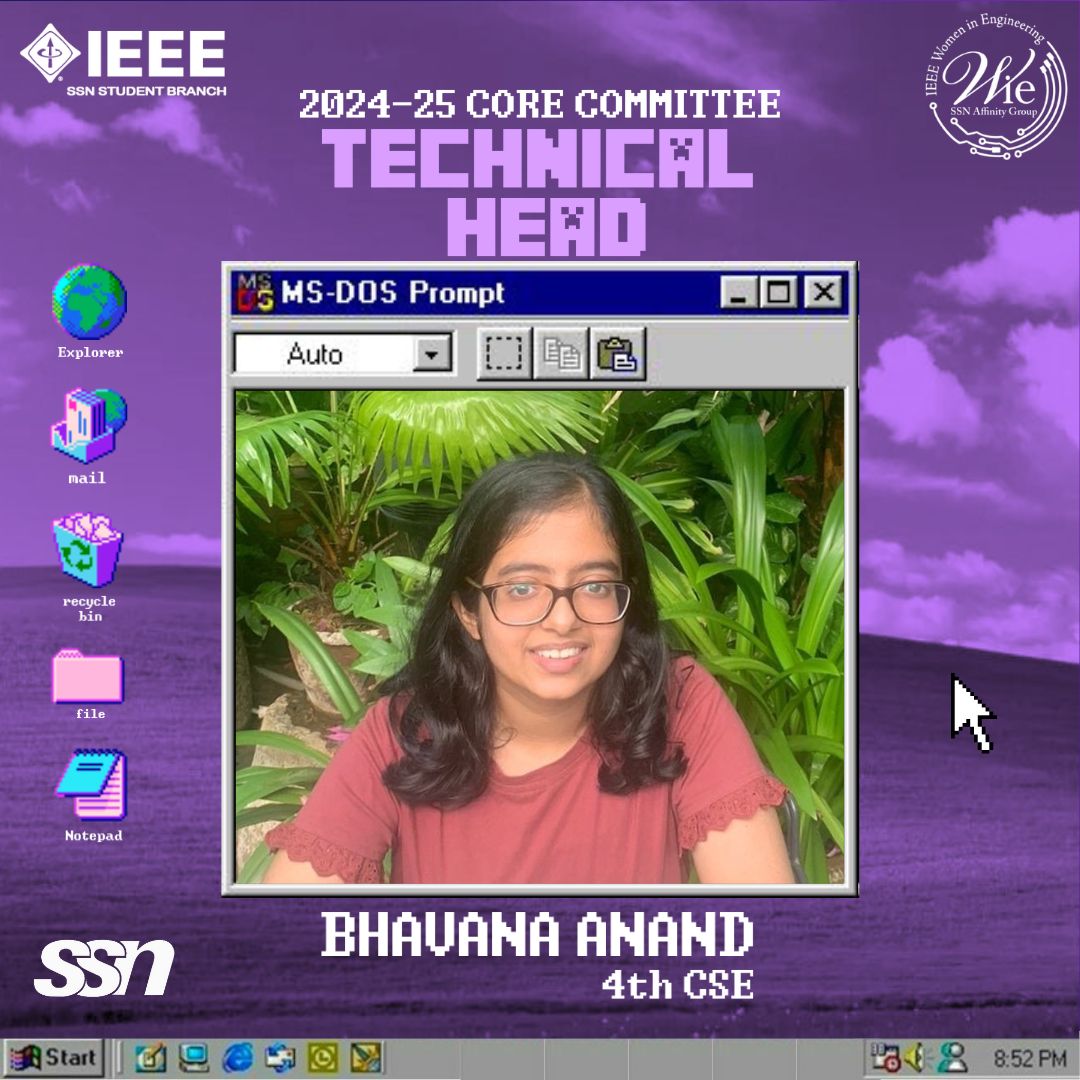 IEEE
SSN STUDENT BRANCH
IEEE Women in Engineering
WiE
SSN Affinity Group
2024-25 CORE COMMITTEE
TECHNICAL
HEAD
MS-DOS Prompt
Auto
Explorer
mail
recycle
bin
file
Notepad
BHAVANA ANAND
4th CSE
ssn
Start
8:52 PM